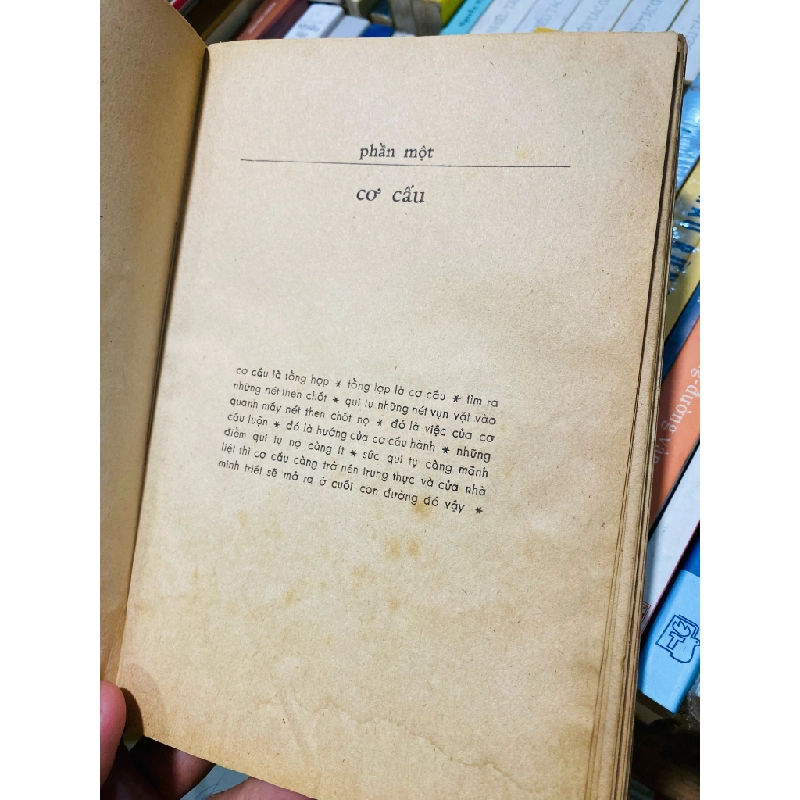 phần một
cơ cấu
cơ cấu là tổng hợp * tổng hợp là cơ cấu * tìm ra
những nét then chốt * qui tụ những nét vụn vặt vào
quanh mấy nét then chốt nọ * đó là việc của cơ
cấu luận * đó là hướng của cơ cấu hành * những
điểm qui tụ nọ càng ít * sức qui tụ càng mãnh
liệt thì cơ cấu càng trở nên trung thực và cửa nhà
minh triết sẽ mở ra ở cuối con đường đó vậy *